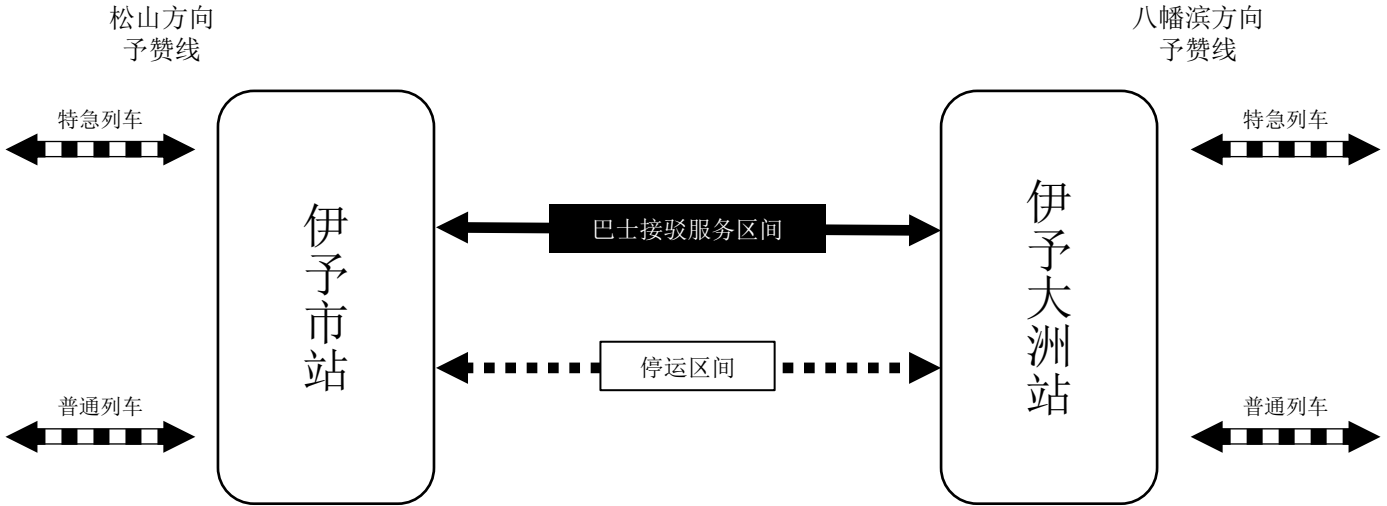 松山方向
予赞线
八幡滨方向
予赞线
特急列车
特急列车
伊予市站
巴士接驳服务区间
伊予大洲站
停运区间
普通列车
普通列车